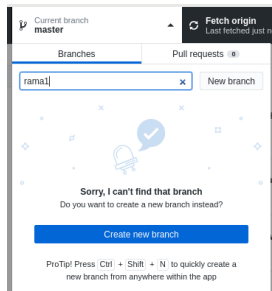 Current branch
master
Fetch origin
Last fetched just
Branches
Pull requests 0
rama1
New branch
Sorry, I can't find that branch
Do you want to create a new branch instead?
Create new branch
ProTip! Press Ctrl + Shift + N to quickly create a
new branch from anywhere within the app